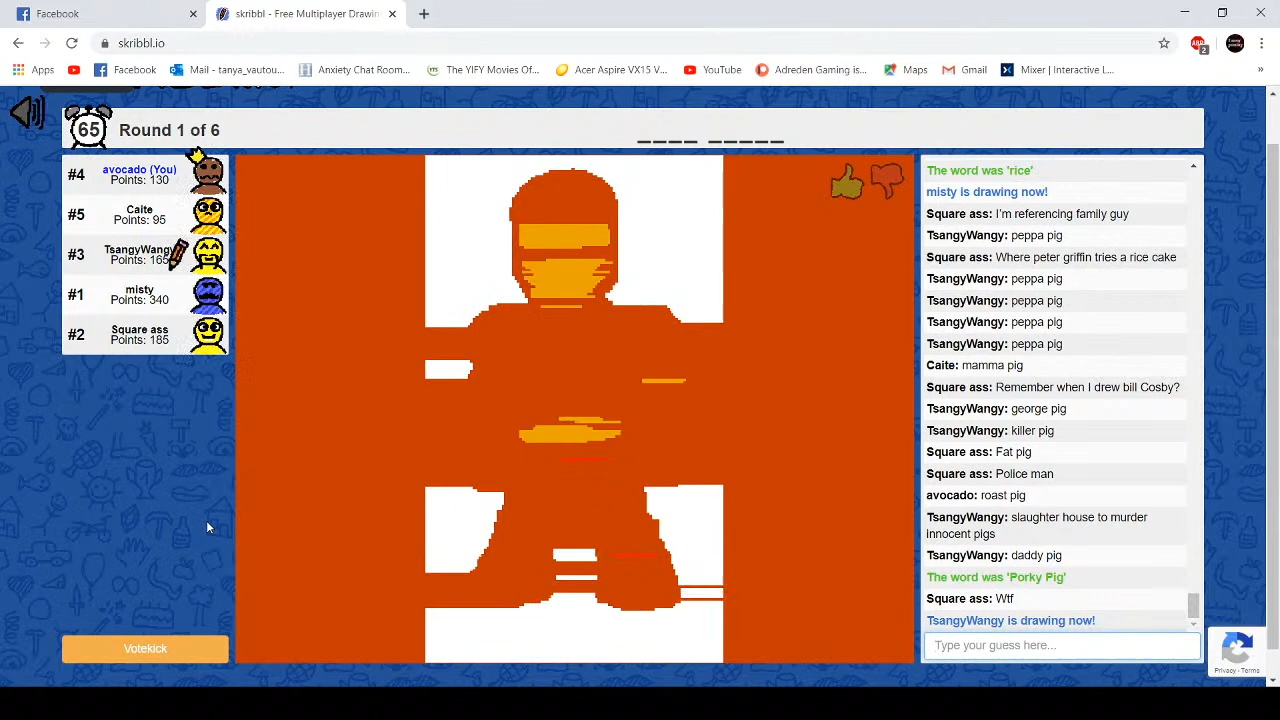 Facebook
skribbl - Free Multiplayer Drawin
skribbl.io
2
Apps
Facebook
Mail - tanya_vautou...
Anxiety Chat Room...
The YIFY Movies Of...
Acer Aspire VX15 V...
YouTube
Adredan Gaming is...
Maps
Gmail
Mixer | Interactive L...
»
65
Round 1 of 6
____ _____
#4
avocado (You)
Points: 130
#5
Caite
Points: 95
#3
TsangyWangy
Points: 165
#1
misty
Points: 340
#2
Square ass
Points: 185
Votekick
The word was 'rice'
misty is drawing now!
Square ass: I'm referencing family guy
TsangyWangy: peppa pig
Square ass: Where peter griffin tries a rice cake
TsangyWangy: peppa pig
TsangyWangy: peppa pig
TsangyWangy: peppa pig
TsangyWangy: peppa pig
Caite: mamma pig
Square ass: Remember when I drew bill Cosby?
TsangyWangy: george pig
TsangyWangy: killer pig
Square ass: Fat pig
Square ass: Police man
avocado: roast pig
TsangyWangy: slaughter house to murder
innocent pigs
TsangyWangy: daddy pig
The word was 'Porky Pig'
Square ass: Wtf
TsangyWangy is drawing now!
Type your guess here...
Privacy - Terms